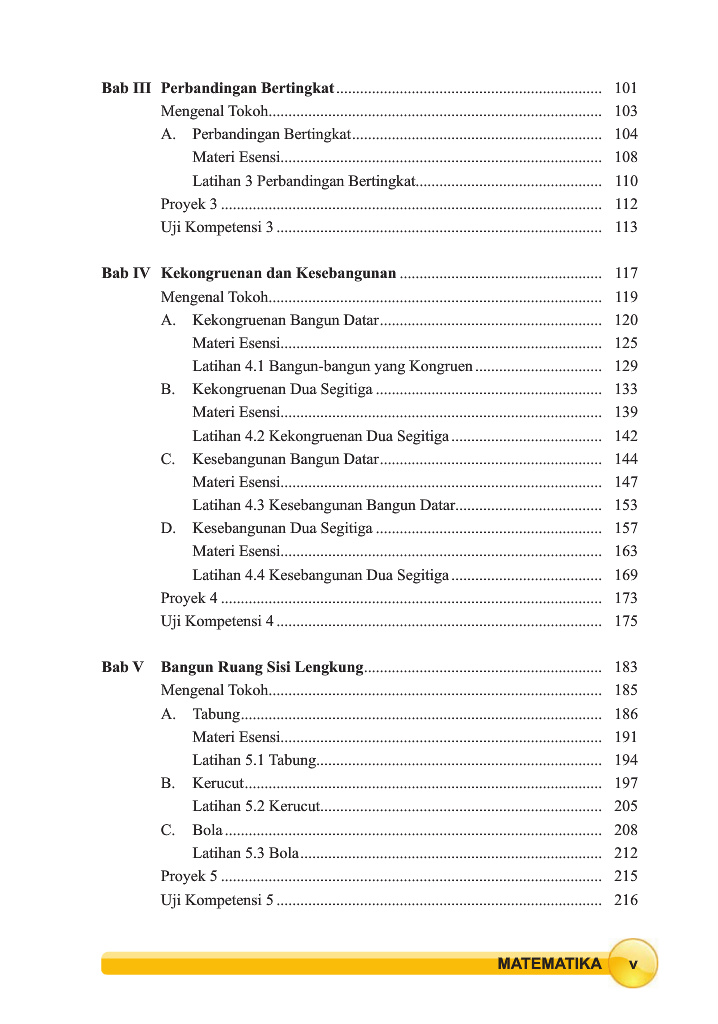 Bab III Perbandingan Bertingkat ................................................................... 101
Mengenal Tokoh.................................................................................... 103
A. Perbandingan Bertingkat............................................................... 104
Materi Esensi................................................................................. 108
Latihan 3 Perbandingan Bertingkat............................................... 110
Proyek 3 ................................................................................................ 112
Uji Kompetensi 3 .................................................................................. 113
Bab IV Kekongruenan dan Kesebangunan ................................................... 117
Mengenal Tokoh.................................................................................... 119
A. Kekongruenan Bangun Datar........................................................ 120
Materi Esensi................................................................................. 125
Latihan 4.1 Bangun-bangun yang Kongruen ................................ 129
B. Kekongruenan Dua Segitiga ......................................................... 133
Materi Esensi................................................................................. 139
Latihan 4.2 Kekongruenan Dua Segitiga ...................................... 142
C. Kesebangunan Bangun Datar........................................................ 144
Materi Esensi................................................................................. 147
Latihan 4.3 Kesebangunan Bangun Datar..................................... 153
D. Kesebangunan Dua Segitiga ......................................................... 157
Materi Esensi................................................................................. 163
Latihan 4.4 Kesebangunan Dua Segitiga ...................................... 169
Proyek 4 ................................................................................................ 173
Uji Kompetensi 4 .................................................................................. 175
Bab V Bangun Ruang Sisi Lengkung............................................................ 183
Mengenal Tokoh.................................................................................... 185
A. Tabung........................................................................................... 186
Materi Esensi................................................................................. 191
Latihan 5.1 Tabung........................................................................ 194
B. Kerucut.......................................................................................... 197
Latihan 5.2 Kerucut....................................................................... 205
C. Bola ............................................................................................... 208
Latihan 5.3 Bola ............................................................................ 212
Proyek 5 ................................................................................................ 215
Uji Kompetensi 5 .................................................................................. 216
MATEMATIKA v